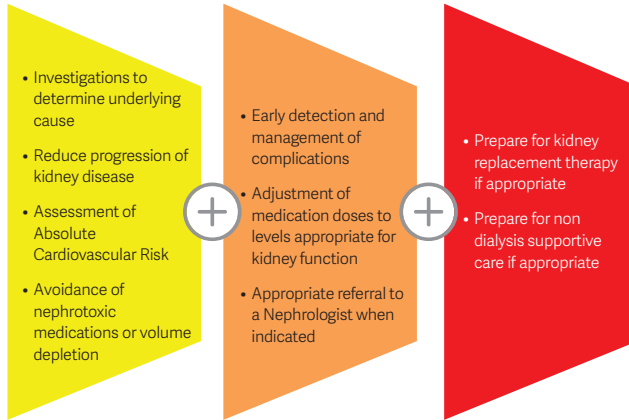 • Investigations to
determine underlying
cause
• Reduce progression of
kidney disease
• Assessment of
Absolute
Cardiovascular Risk
• Avoidance of
nephrotoxic
medications or volume
depletion
+
• Early detection and
management of
complications
• Adjustment of
medication doses to
levels appropriate for
kidney function
• Appropriate referral to
a Nephrologist when
indicated
+
• Prepare for kidney
replacement therapy
if appropriate
• Prepare for non
dialysis supportive
care if appropriate